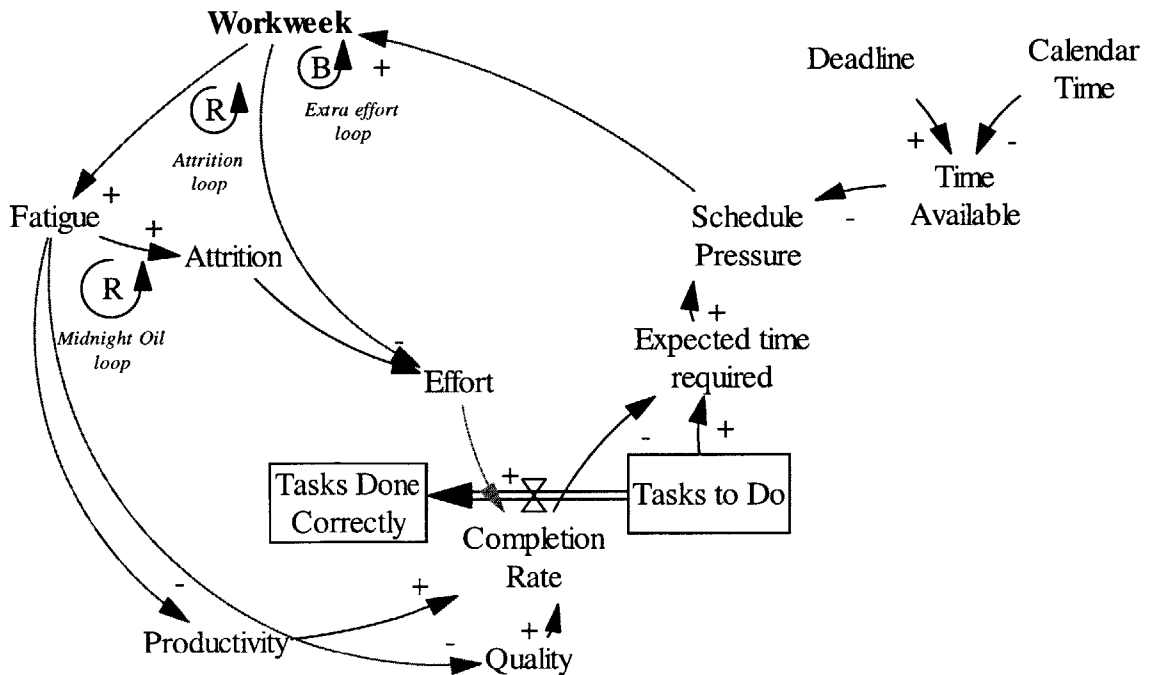 Workweek
B
+
Extra effort
loop
R
Attrition
loop
Deadline
Calendar
Time
+
-
Time
Available
-
Schedule
Pressure
+
Fatigue
+
Attrition
R
Midnight Oil
loop
+
Expected time
required
-
Effort
-
+
+
Tasks Done
Correctly
Tasks to Do
Completion
Rate
-
+
+
-
Productivity
Quality